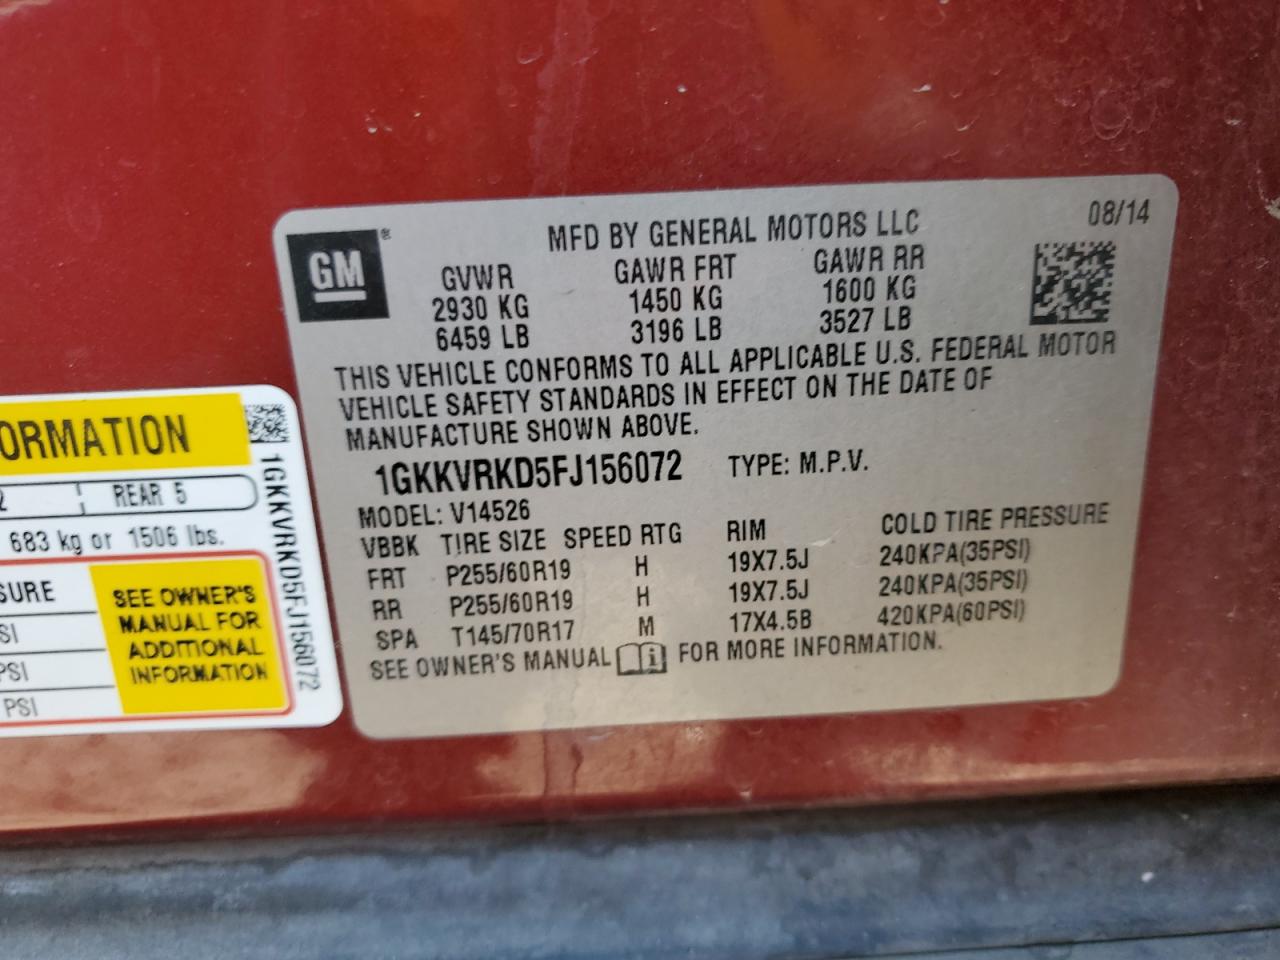 GM®
MFD BY GENERAL MOTORS LLC
08/14
GVWR GAWR FRT GAWR RR
2930 KG 1450 KG 1600 KG
6459 LB 3196 LB 3527 LB
THIS VEHICLE CONFORMS TO ALL APPLICABLE U.S. FEDERAL MOTOR
VEHICLE SAFETY STANDARDS IN EFFECT ON THE DATE OF
MANUFACTURE SHOWN ABOVE.
1GKKVRKD5FJ156072 TYPE: M.P.V.
MODEL: V14526
VBBK TIRE SIZE SPEED RTG RIM COLD TIRE PRESSURE
FRT P255/60R19 H 19X7.5J 240KPA(35PSI)
RR P255/60R19 H 19X7.5J 240KPA(35PSI)
SPA T145/70R17 M 17X4.5B 420KPA(60PSI)
SEE OWNER'S MANUAL FOR MORE INFORMATION.
ORMATION
2 REAR 5
683 kg or 1506 lbs.
SURE
SI
PSI
PSI
SEE OWNER'S
MANUAL FOR
ADDITIONAL
INFORMATION
1GKKVRKD5FJ156072